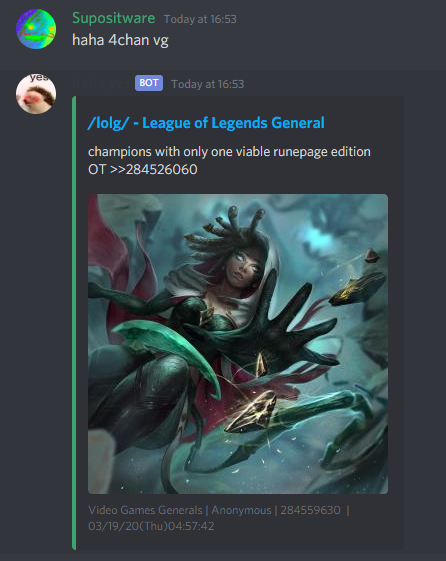 Supositware Today at 16:53
haha 4chan vg
yes
BOT Today at 16:53
/lolg/ - League of Legends General
champions with only one viable runepage edition
OT >>284526060
Video Games Generals | Anonymous | 284559630 |
03/19/20(Thu)04:57:42